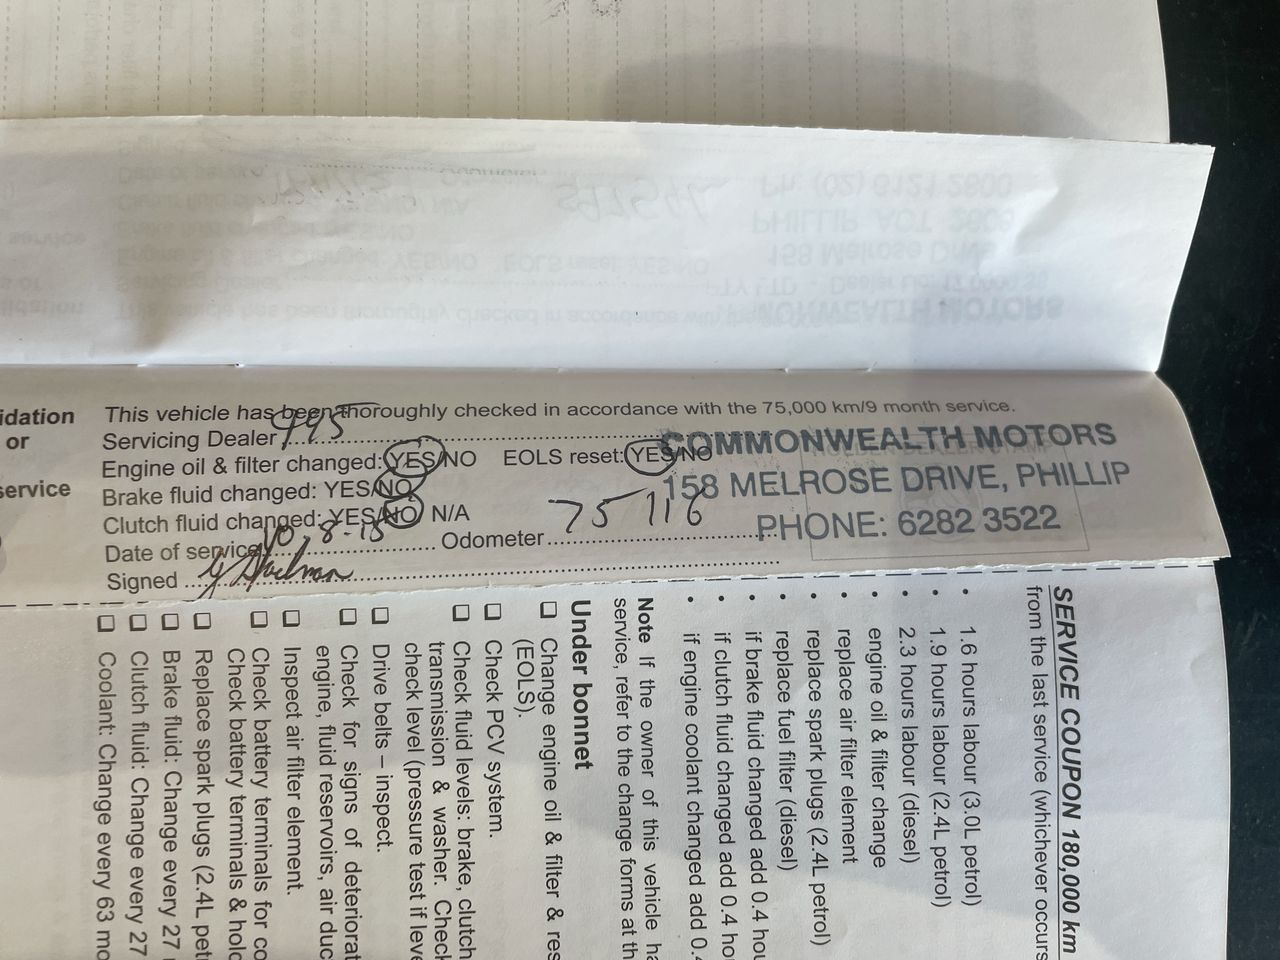 idation
or
service
This vehicle has been thoroughly checked in accordance with the 75,000 km/9 month service.
Servicing Dealer 995
Engine oil & filter changed: YES/NO EOLS reset: YES/NO
Brake fluid changed: YES/NO
Clutch fluid changed: YES/NO N/A
Date of service 10-8-15 Odometer 75116
Signed
COMMONWEALTH MOTORS
158 MELROSE DRIVE, PHILLIP
PHONE: 6282 3522
SERVICE COUPON 180,000 km
from the last service (whichever occurs
• 1.6 hours labour (3.0L petrol)
• 1.9 hours labour (2.4L petrol)
• 2.3 hours labour (diesel)
• engine oil & filter change
• replace air filter element
• replace spark plugs (2.4L petrol)
• replace fuel filter (diesel)
• if brake fluid changed add 0.4 hou
• if clutch fluid changed add 0.4 hou
• if engine coolant changed add 0.4
Note If the owner of this vehicle ha
service, refer to the change forms at th
Under bonnet
❑ Change engine oil & filter & res
(EOLS).
❑ Check PCV system.
❑ Check fluid levels: brake, clutch
transmission & washer. Check
check level (pressure test if leve
❑ Drive belts – inspect.
❑ Check for signs of deteriorat
engine, fluid reservoirs, air duc
❑ Inspect air filter element.
❑ Check battery terminals for co
Check battery terminals & hold
❑ Replace spark plugs (2.4L pet
❑ Brake fluid: Change every 27
❑ Clutch fluid: Change every 27
❑ Coolant: Change every 63 mo